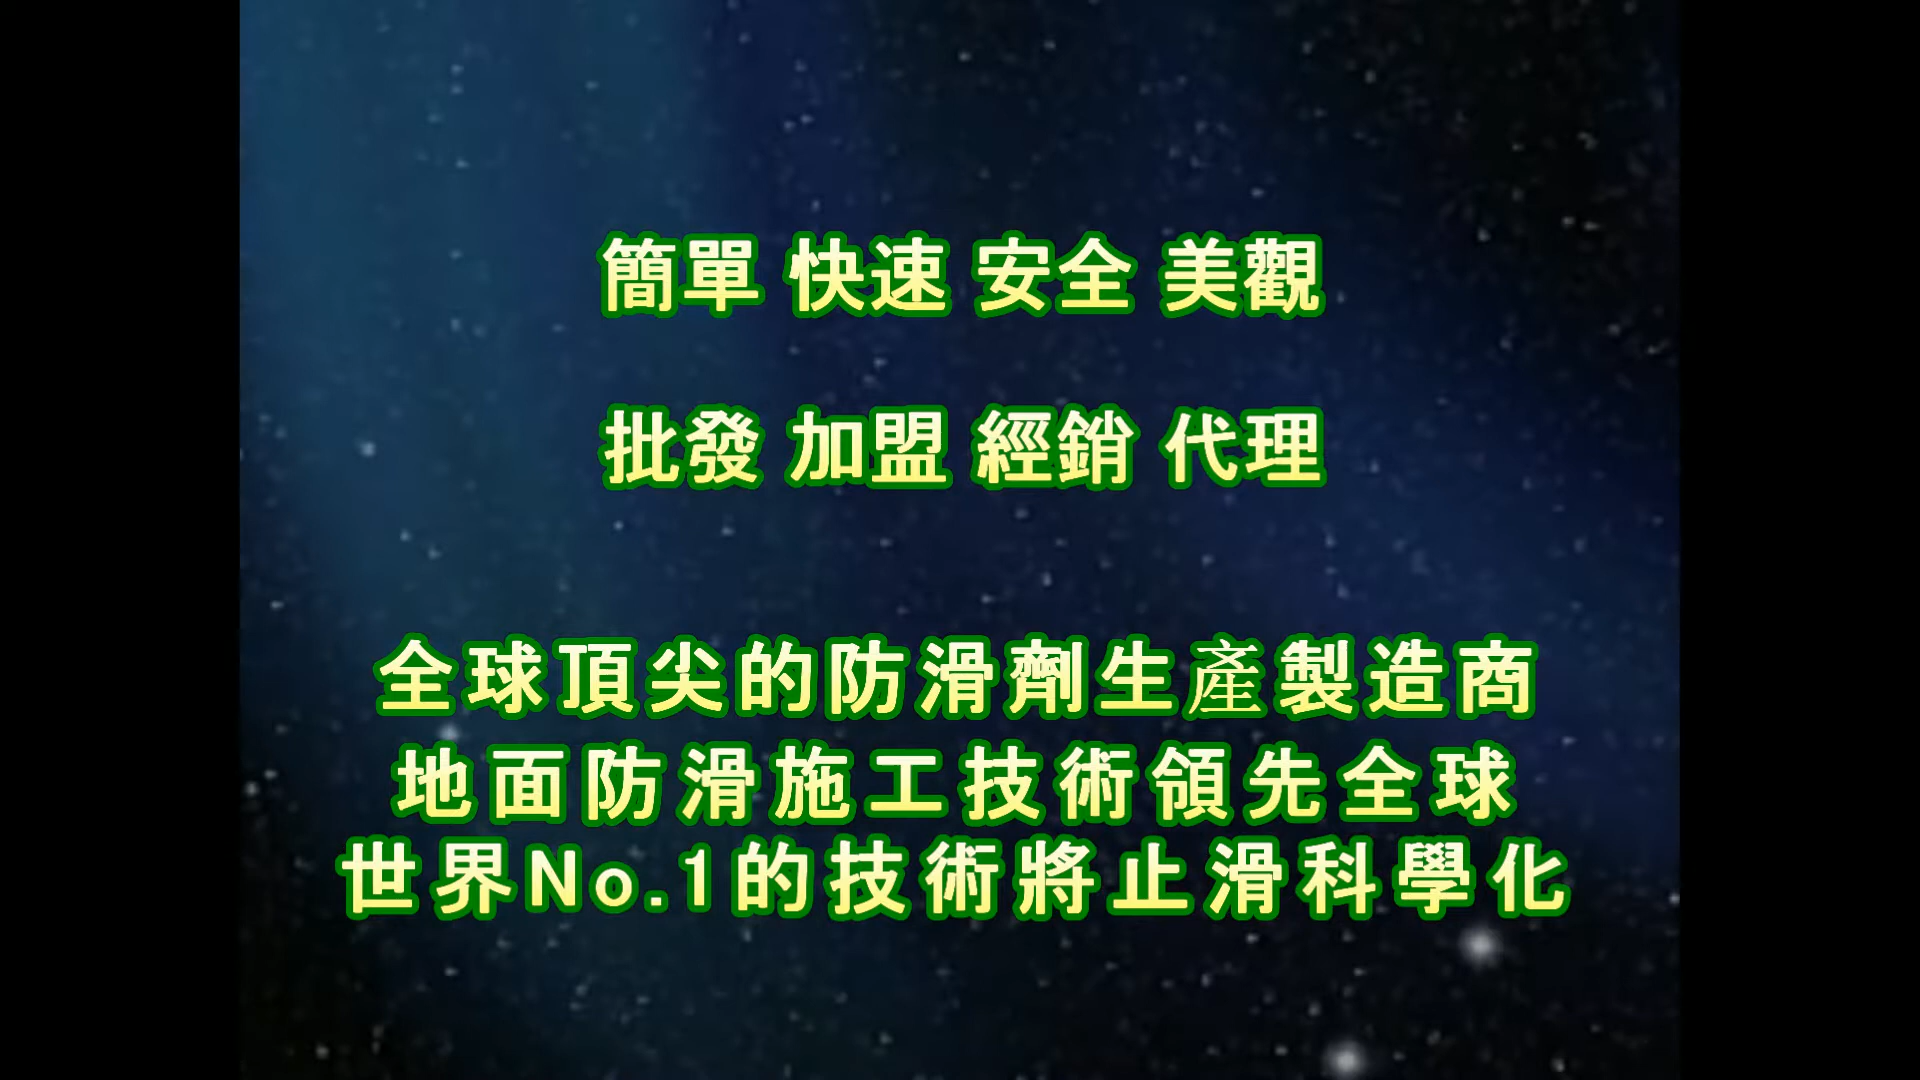 簡單 快速 安全 美觀
批發 加盟 經銷 代理
全球頂尖的防滑劑生產製造商
地面防滑施工技術領先全球
世界No.1的技術將止滑科學化